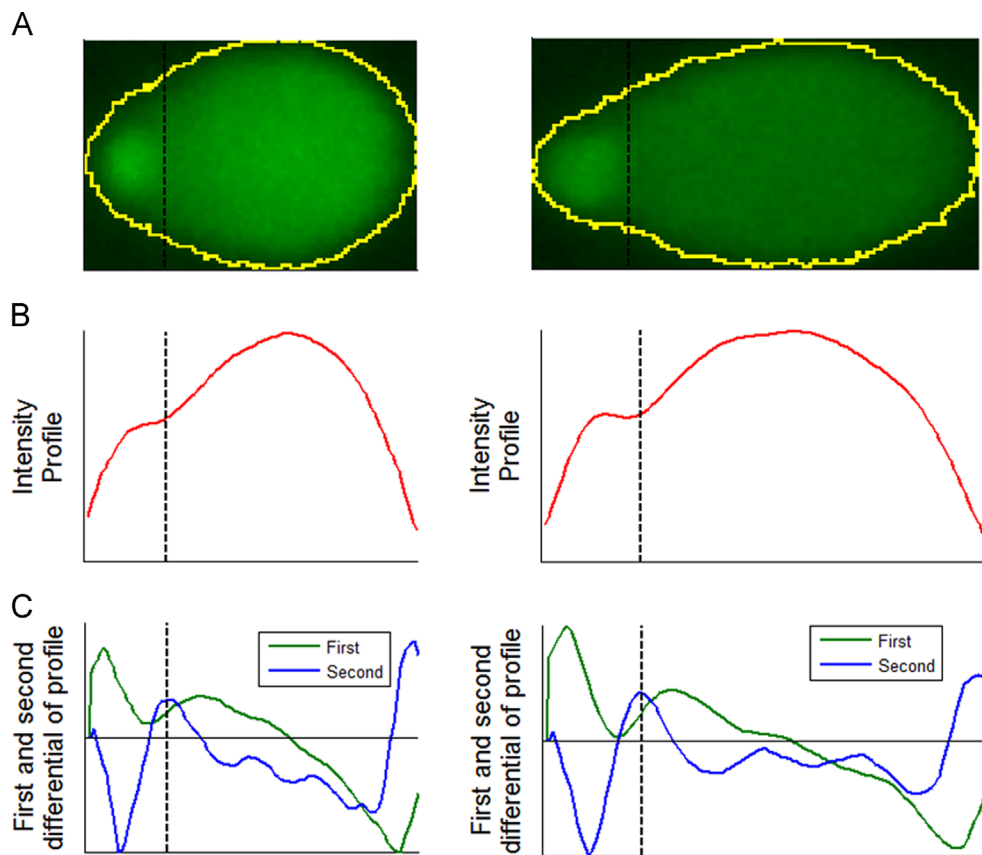 A
B
Intensity
Profile
Intensity
Profile
C
First and second
differential of profile
First
Second
First and second
differential of profile
First
Second